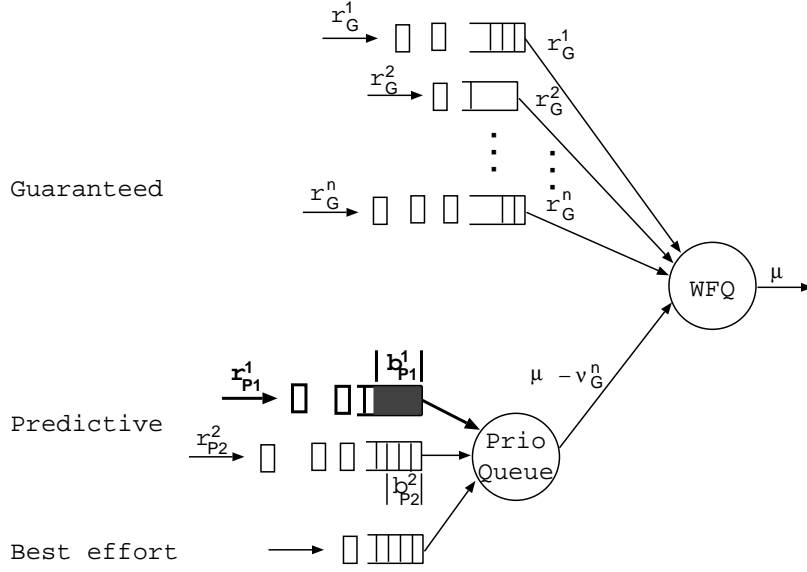 r_G^1
r_G^1
r_G^2
r_G^2
Guaranteed
r_G^n
r_G^n
WFQ
μ
b_P1^1
r_P1^1
μ - ν_G^n
Predictive
r_P2^2
Prio
Queue
b_P2^2
Best effort